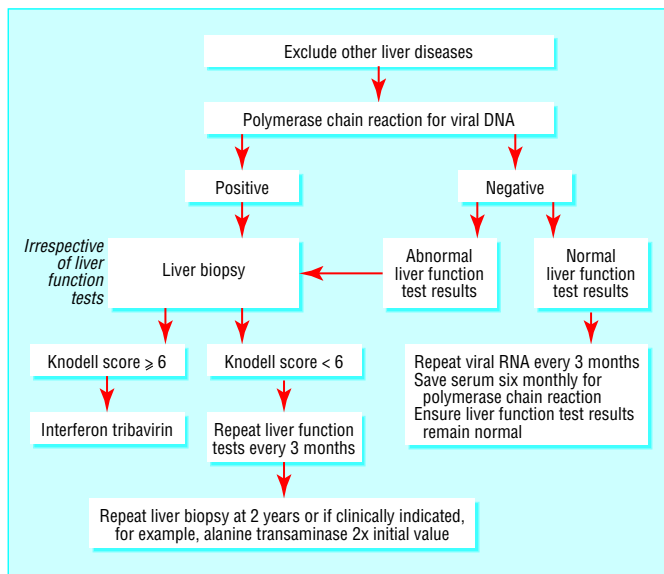 Exclude other liver diseases
Polymerase chain reaction for viral DNA
Positive
Negative
Irrespective
of liver
function
tests
Liver biopsy
Abnormal
liver function
test results
Normal
liver function
test results
Knodell score ⩾ 6
Knodell score < 6
Repeat viral RNA every 3 months
Save serum six monthly for
polymerase chain reaction
Ensure liver function test results
remain normal
Interferon tribavirin
Repeat liver function
tests every 3 months
Repeat liver biopsy at 2 years or if clinically indicated,
for example, alanine transaminase 2x initial value